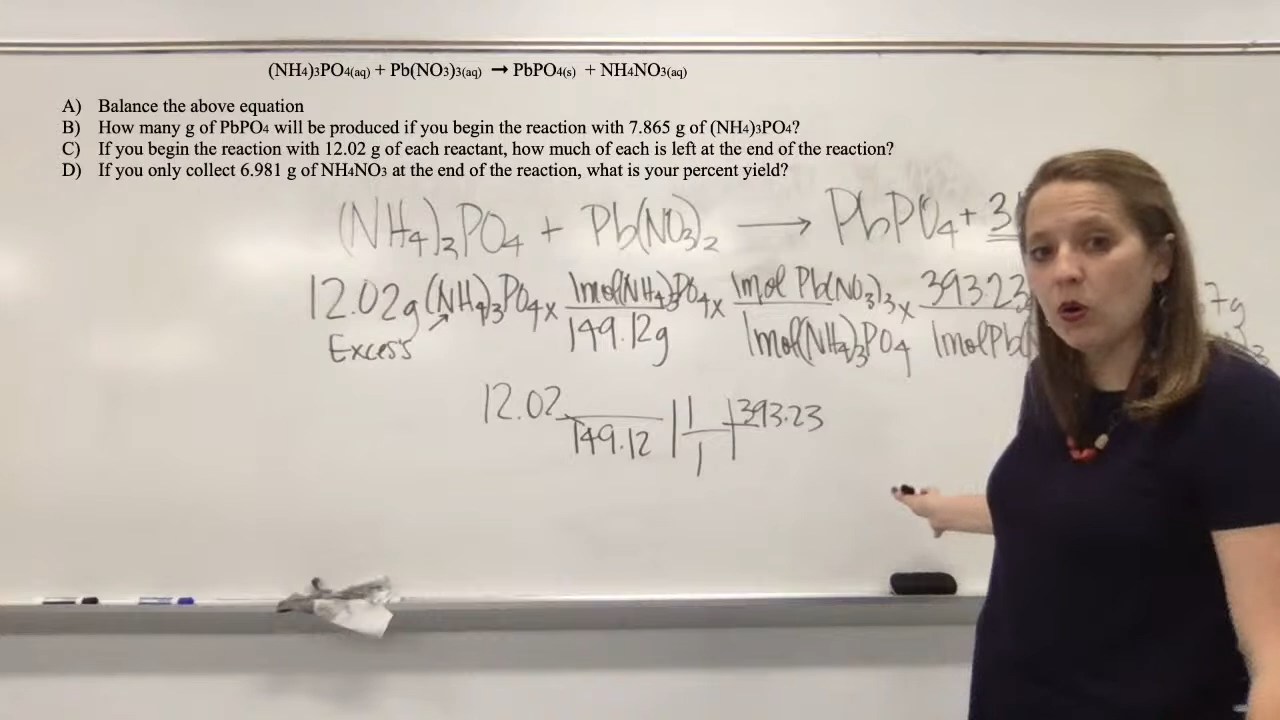 (NH4)3PO4(aq) + Pb(NO3)3(aq) → PbPO4(s) + NH4NO3(aq)
A) Balance the above equation
B) How many g of PbPO4 will be produced if you begin the reaction with 7.865 g of (NH4)3PO4?
C) If you begin the reaction with 12.02 g of each reactant, how much of each is left at the end of the reaction?
D) If you only collect 6.981 g of NH4NO3 at the end of the reaction, what is your percent yield?
(NH4)3PO4 + Pb(NO3)2 → PbPO4 + 3
12.02g (NH4)3PO4 x 1mol(NH4)3PO4 x 1mol Pb(NO3)3 x 393.23 7g
Excess 149.12g 1mol(NH4)3PO4 1molPb( 3
12.02 1 393.23
149.12 1